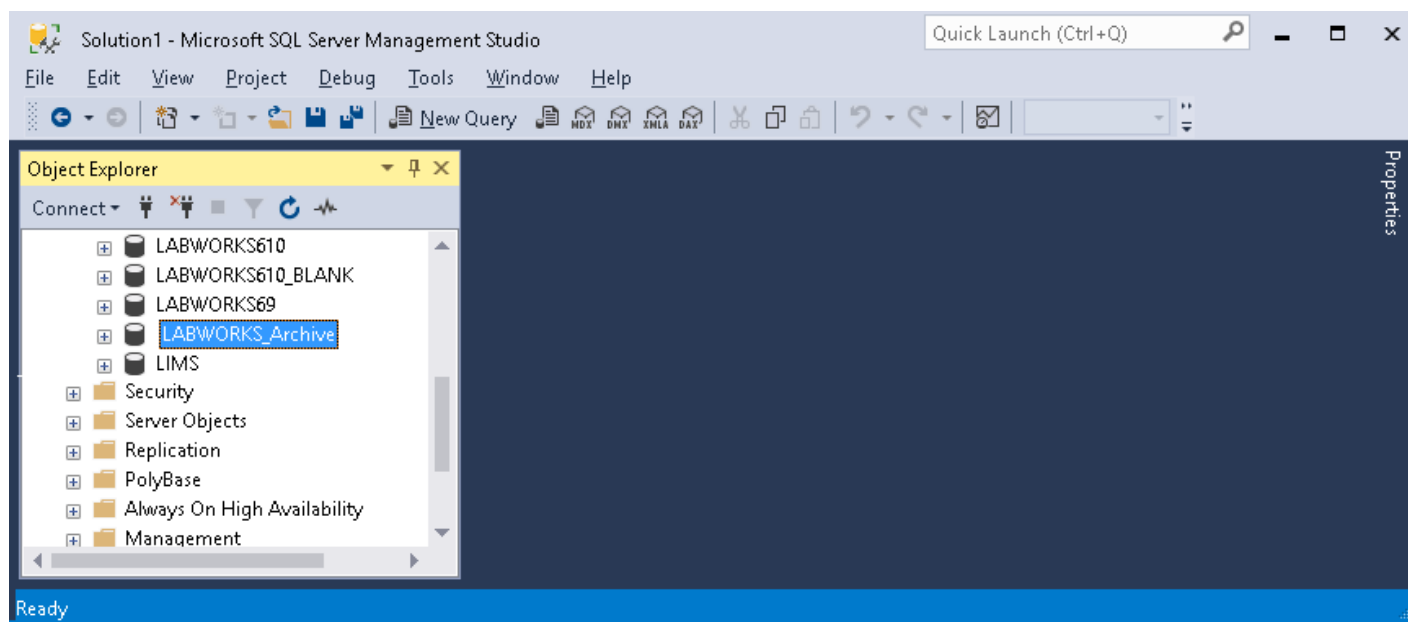 Solution1 - Microsoft SQL Server Management Studio
Quick Launch (Ctrl+Q)
File Edit View Project Debug Tools Window Help
New Query MDX DMX XMLA DAX
Object Explorer
Properties
Connect
LABWORKS610
LABWORKS610_BLANK
LABWORKS69
LABWORKS_Archive
LIMS
Security
Server Objects
Replication
PolyBase
Always On High Availability
Management
Ready